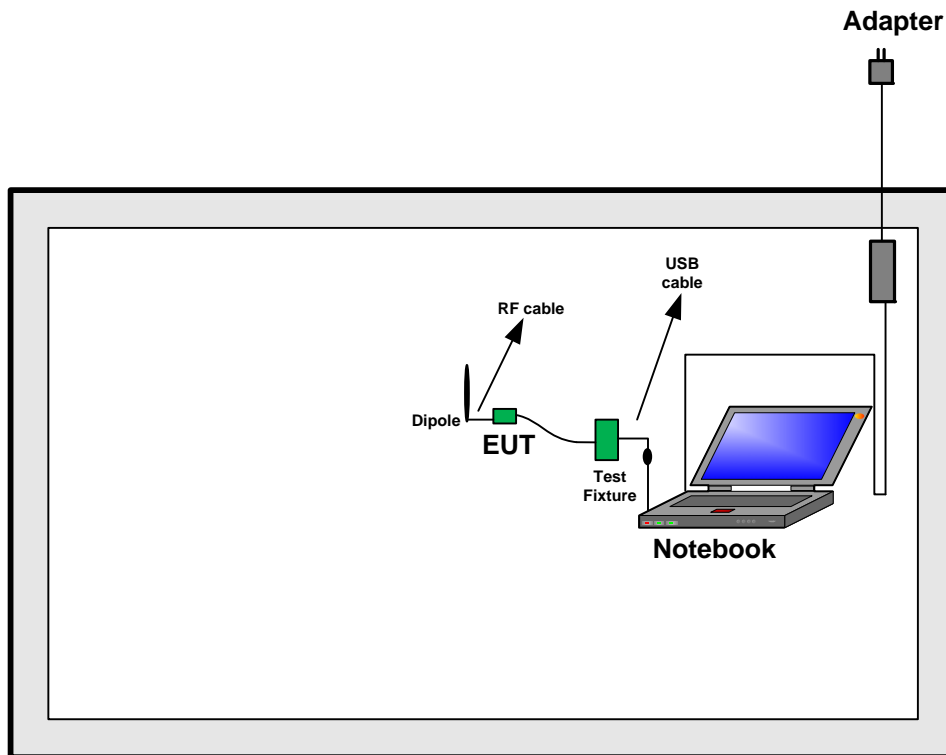 Adapter
USB
cable
RF cable
Dipole
EUT
Test
Fixture
Notebook